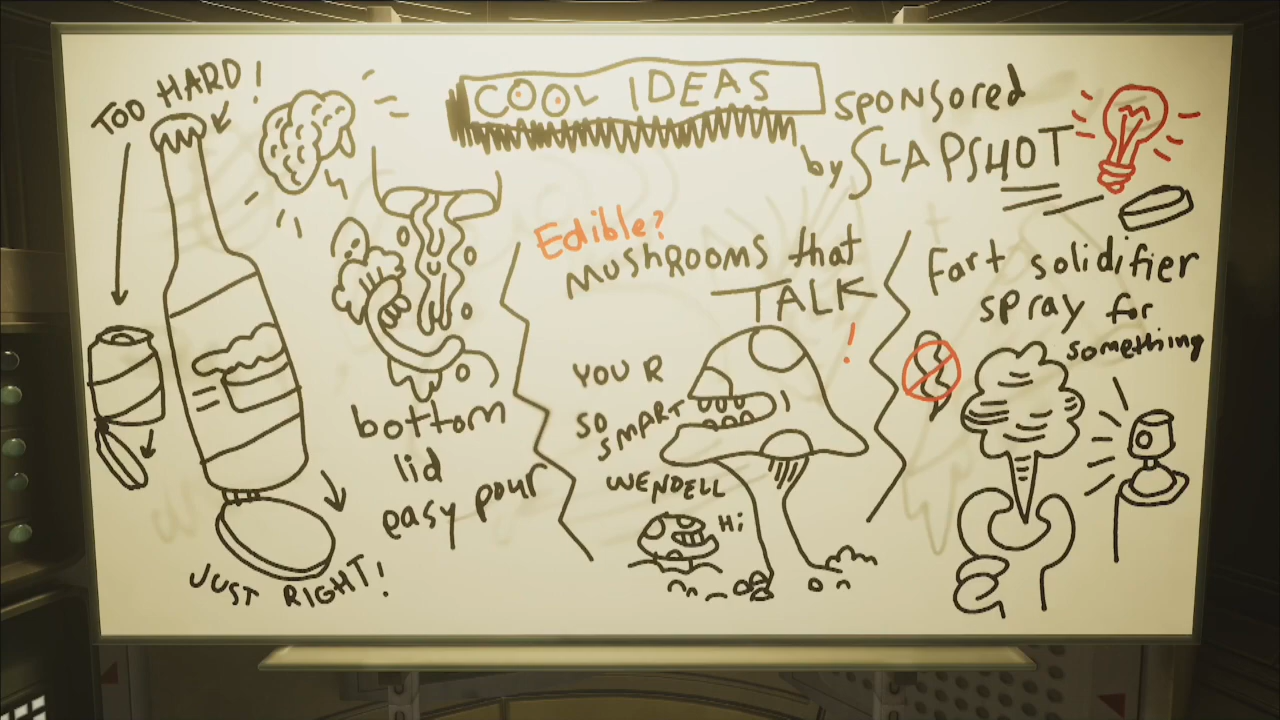 COOL IDEAS
SPONSORED
by SLAPSHOT
TOO HARD!
JUST RIGHT!
bottom
lid
easy pour
Edible?
MUSHROOMS that
TALK
!
YOU R
SO
SMART
WENDELL
Hi
Fart solidifier
spray for
something